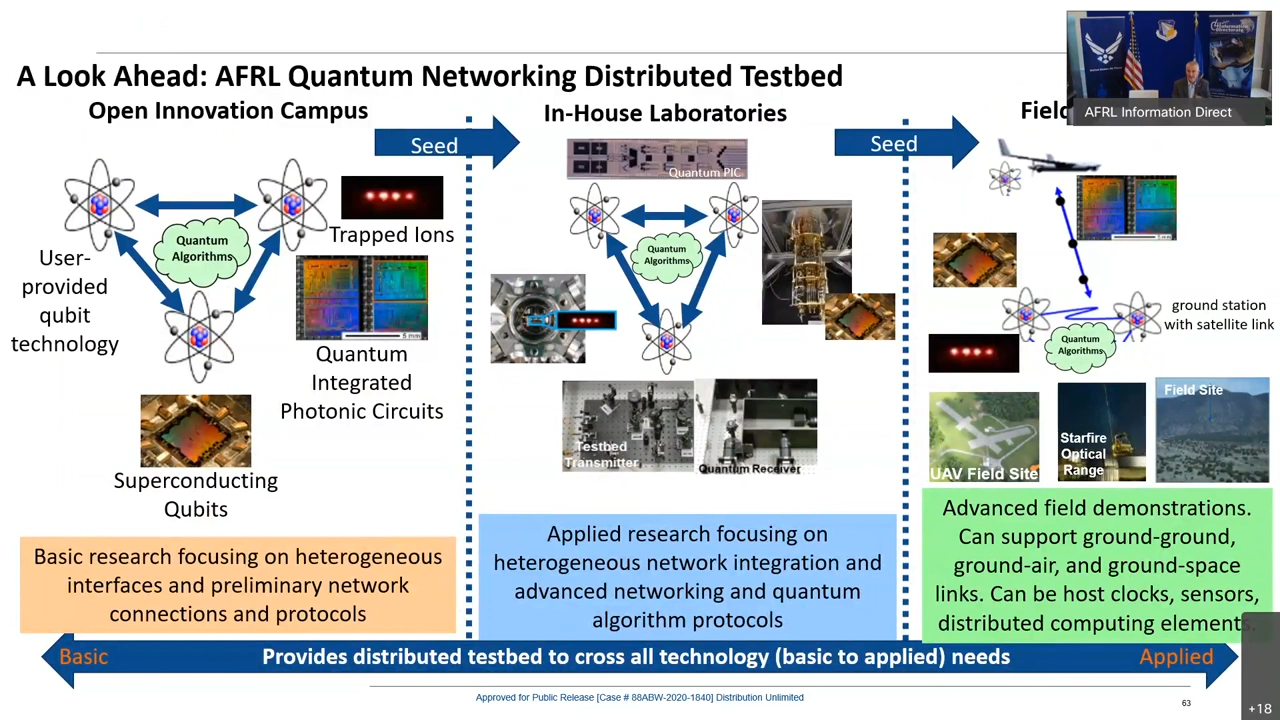 A Look Ahead: AFRL Quantum Networking Distributed Testbed
Open Innovation Campus
Seed
Quantum
Algorithms
Trapped Ions
User-
provided
qubit
technology
5 mm
Quantum
Integrated
Photonic Circuits
Superconducting
Qubits
Basic research focusing on heterogeneous
interfaces and preliminary network
connections and protocols
In-House Laboratories
Seed
Quantum PIC
Quantum
Algorithms
Testbed
Transmitter
Quantum Receiver
Applied research focusing on
heterogeneous network integration and
advanced networking and quantum
algorithm protocols
Field
AFRL Information Direct
ground station
with satellite link
Quantum
Algorithms
UAV Field Site
Starfire
Optical
Range
Field Site
Advanced field demonstrations.
Can support ground-ground,
ground-air, and ground-space
links. Can be host clocks, sensors,
distributed computing elements.
Basic
Provides distributed testbed to cross all technology (basic to applied) needs
Applied
Approved for Public Release [Case # 88ABW-2020-1840] Distribution Unlimited
63
+18